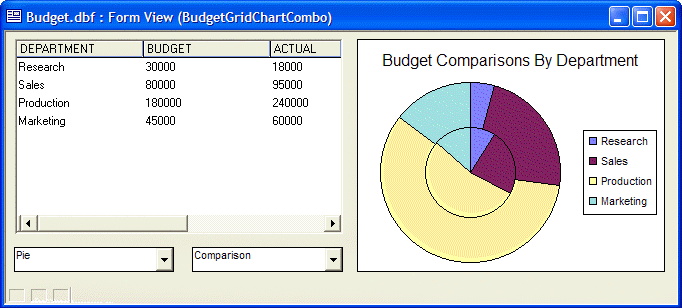 Budget.dbf : Form View (BudgetGridChartCombo)
DEPARTMENT BUDGET ACTUAL
Research 30000 18000
Sales 80000 95000
Production 180000 240000
Marketing 45000 60000
Pie
Comparison
Budget Comparisons By Department
Research
Sales
Production
Marketing